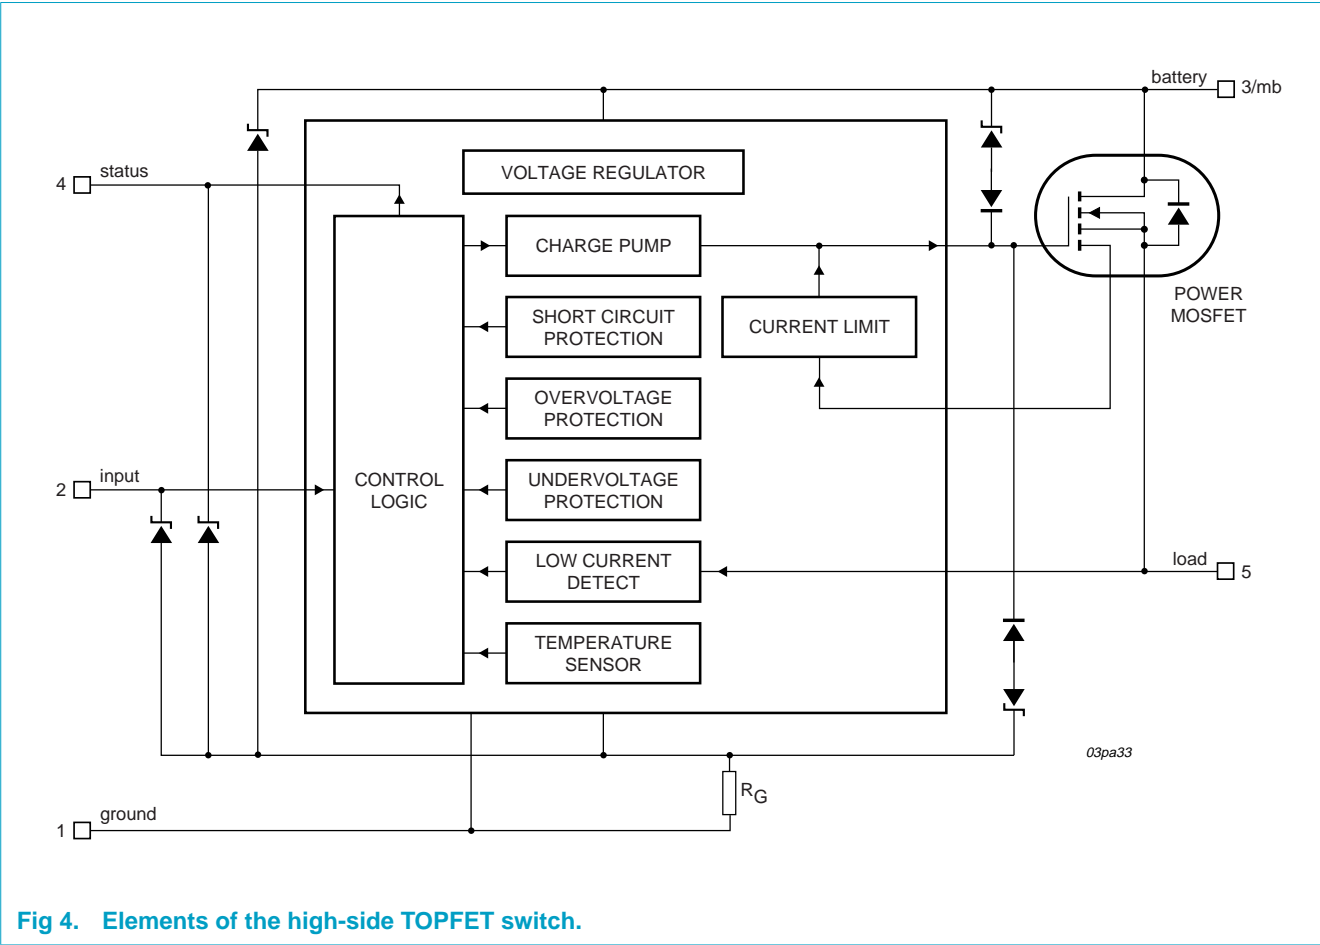 battery
3/mb
4
status
VOLTAGE REGULATOR
CHARGE PUMP
POWER
MOSFET
SHORT CIRCUIT
PROTECTION
CURRENT LIMIT
OVERVOLTAGE
PROTECTION
2
input
CONTROL
LOGIC
UNDERVOLTAGE
PROTECTION
LOW CURRENT
DETECT
load
5
TEMPERATURE
SENSOR
03pa33
RG
1
ground
Fig 4. Elements of the high-side TOPFET switch.